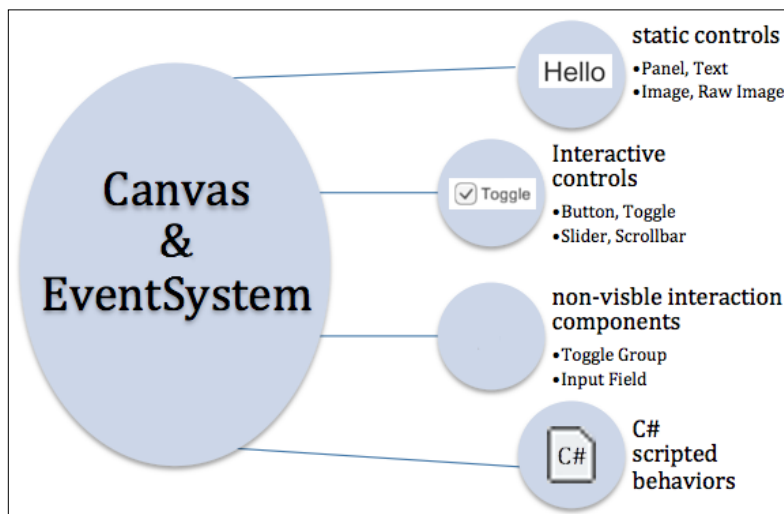 Canvas
&
EventSystem
Hello
static controls
•Panel, Text
•Image, Raw Image
Toggle
Interactive
controls
•Button, Toggle
•Slider, Scrollbar
non-visble interaction
components
•Toggle Group
•Input Field
C#
C#
scripted
behaviors